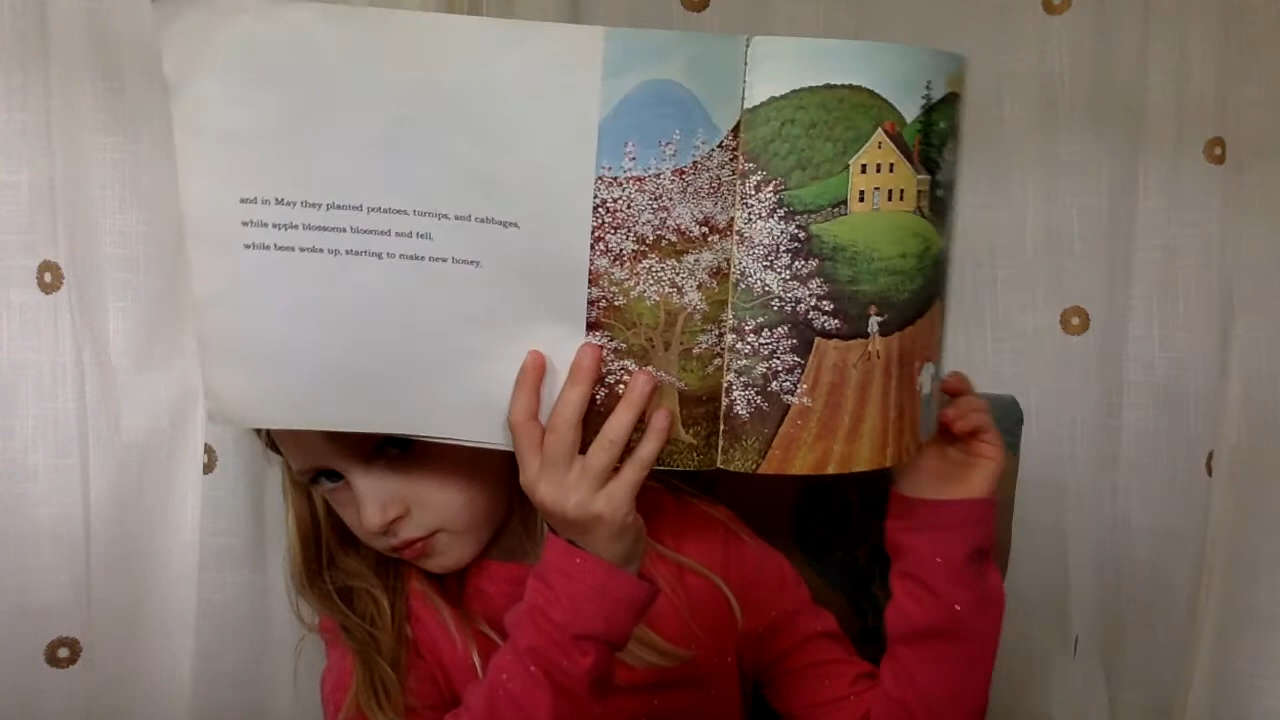 and in May they planted potatoes, turnips, and cabbages,
while apple blossoms bloomed and fell,
while bees woke up, starting to make new honey,